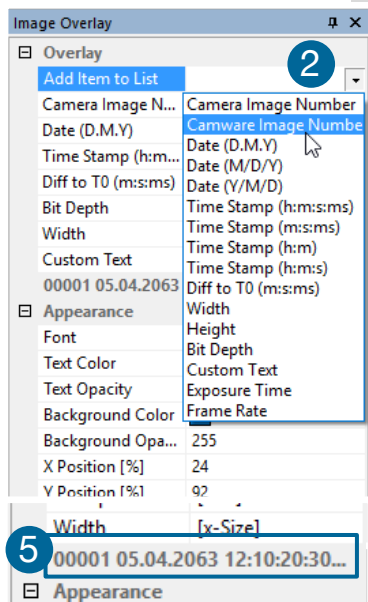 Image Overlay
2
Overlay
Add Item to List
Camera Image N... Camera Image Number
Camware Image Numbe
Date (D.M.Y) Date (D.M.Y)
Date (M/D/Y)
Time Stamp (h:m... Date (Y/M/D)
Diff to T0 (m:s:ms) Time Stamp (h:m:s:ms)
Bit Depth Time Stamp (m:s:ms)
Width Time Stamp (h:m)
Custom Text Time Stamp (h:m:s)
00001 05.04.2063 Diff to T0 (m:s:ms)
Appearance Width
Font Height
Bit Depth
Text Color Custom Text
Text Opacity Exposure Time
Background Color Frame Rate
Background Opa... 255
X Position [%] 24
Y Position [%] 92
Width [x-Size]
5
00001 05.04.2063 12:10:20:30...
Appearance